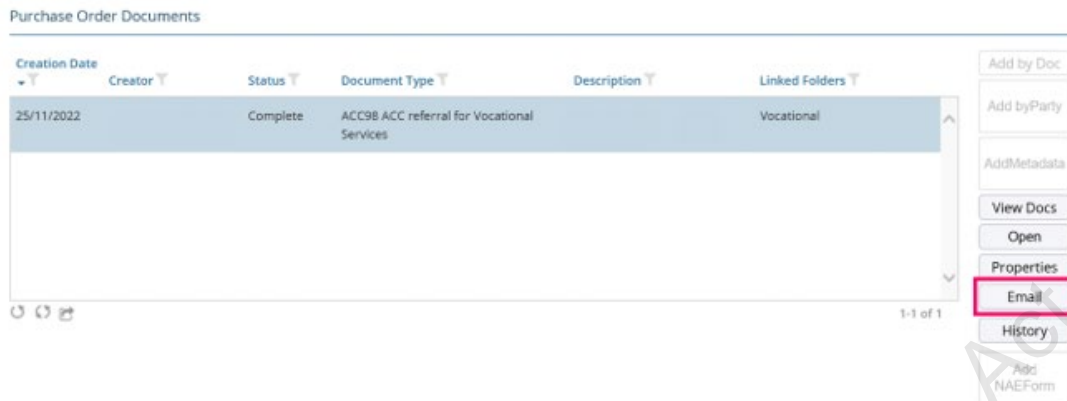 Purchase Order Documents
Creation Date
Creator Status Document Type Description Linked Folders
25/11/2022 Complete ACC98 ACC referral for Vocational Vocational
Services
1-1 of 1
Add by Doc
Add byParty
AddMetadata
View Docs
Open
Properties
Email
History
Add
NAEForm
Act